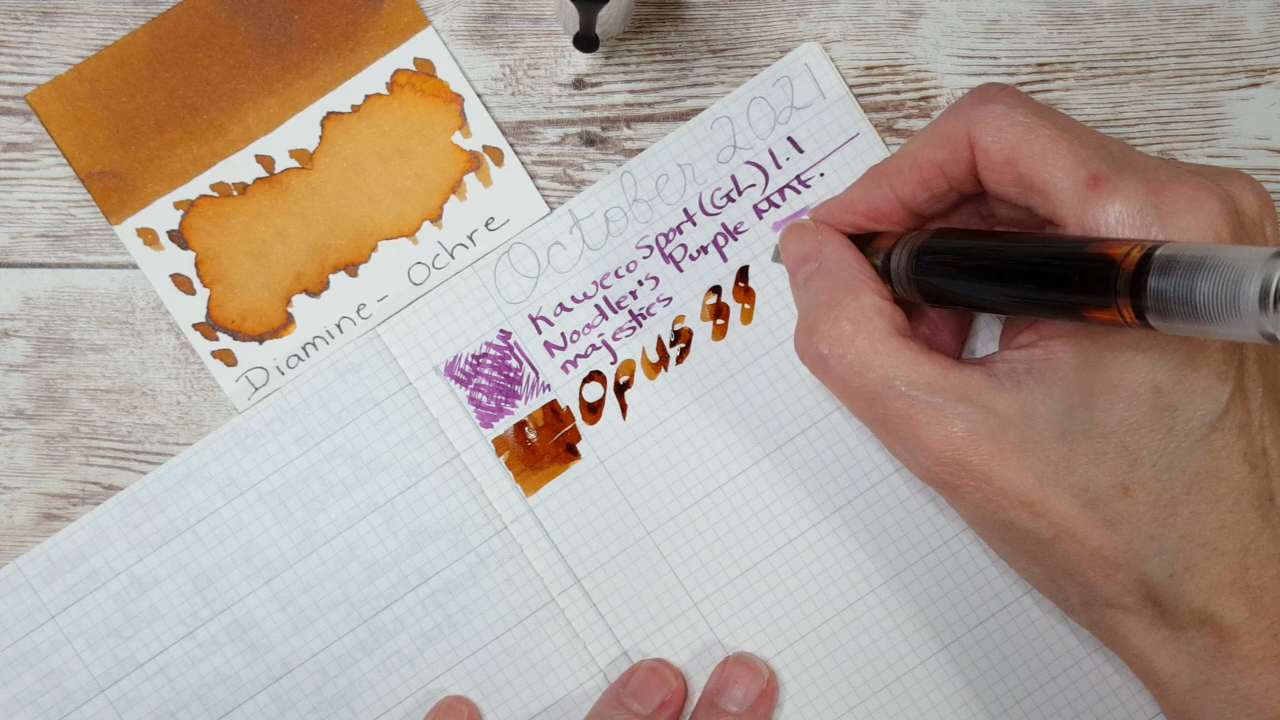 Diamine - Ochre
October 2021
Kaweco Sport (GL) 1.1
Noodler's Purple
majestics
Opus 88